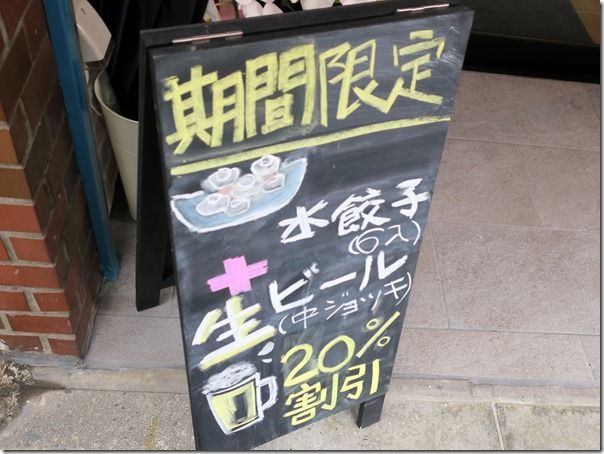 期間限定
水餃子
(6入)
+
生ビール
(中ジョッキ)
20%
割引